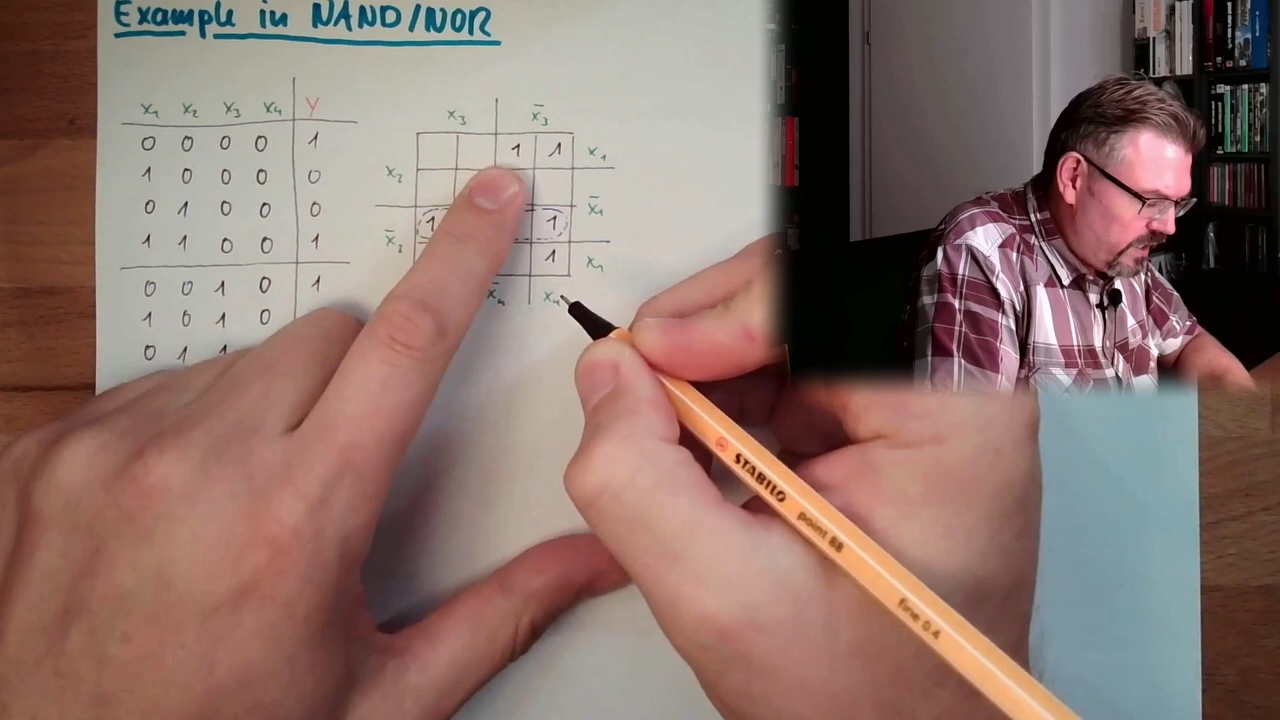 Example in NAND/NOR
x₁ x₂ x₃ x₄ y
0 0 0 0 1
1 0 0 0 0
0 1 0 0 0
1 1 0 0 1
0 0 1 0 1
1 0 1 0
0 1 1
x₃ x̄₃
1 1 x₁
x₂
1 1 x̄₁
x̄₂
1 x₁
x̄₄ x₄
STABILO point 88 fine 0.4